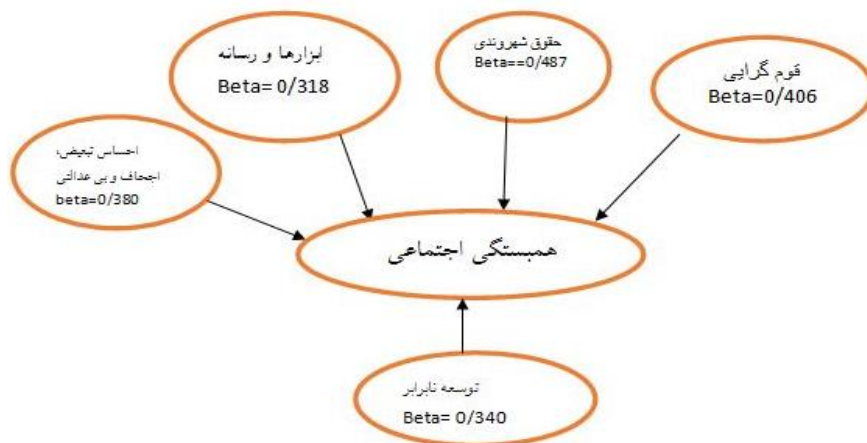 ابزارها و رسانه
Beta= 0/318
حقوق شهروندی
Beta==0/487
قوم گرایی
Beta=0/406
احساس تبعیض،
اجحاف و بی عدالتی
beta=0/380
همبستگی اجتماعی
توسعه نابرابر
Beta= 0/340